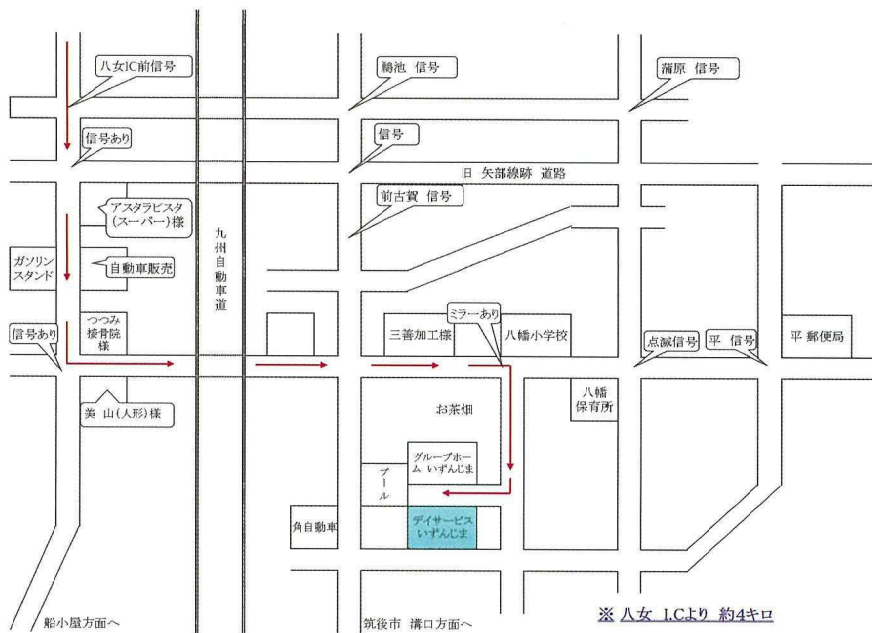 八女IC前信号
鵜池 信号
蒲原 信号
信号あり
信号
旧 矢部線跡 道路
アスタラビスタ
(スーパー)様
前古賀 信号
九州自動車道
ガソリン
スタンド
自動車販売
信号あり
つつみ
接骨院
様
三善加工様
ミラーあり
八幡小学校
点滅信号
平 信号
平 郵便局
美 山(人形)様
お茶畑
八幡
保育所
グループホー
ム いずんじま
プール
角自動車
デイサービス
いずんじま
船小屋方面へ
筑後市 溝口方面へ
※ 八女 I.Cより 約4キロ